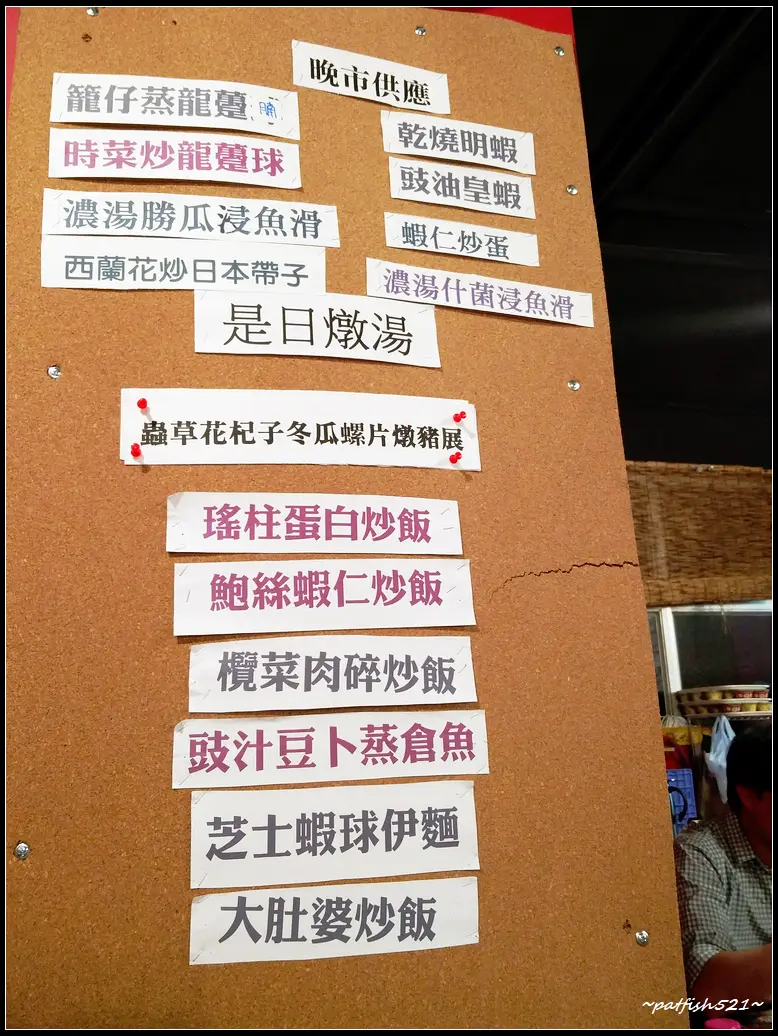 晚市供應
籠仔蒸龍躉腩
時菜炒龍躉球
濃湯勝瓜浸魚滑
西蘭花炒日本帶子
乾燒明蝦
豉油皇蝦
蝦仁炒蛋
濃湯什菌浸魚滑
是日燉湯
蟲草花杞子冬瓜螺片燉豬展
瑤柱蛋白炒飯
鮑絲蝦仁炒飯
欖菜肉碎炒飯
豉汁豆卜蒸倉魚
芝士蝦球伊麵
大肚婆炒飯
~patfish521~